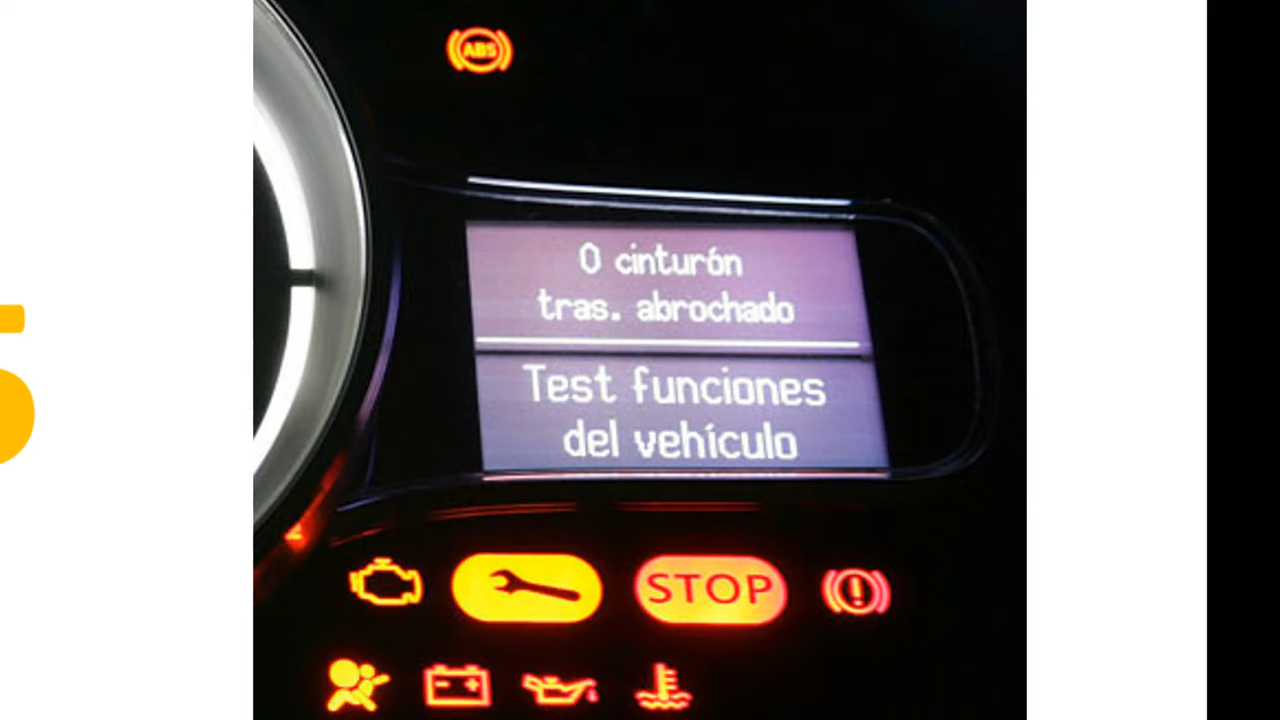 ABS
0 cinturón
tras. abrochado
Test funciones
del vehículo
STOP